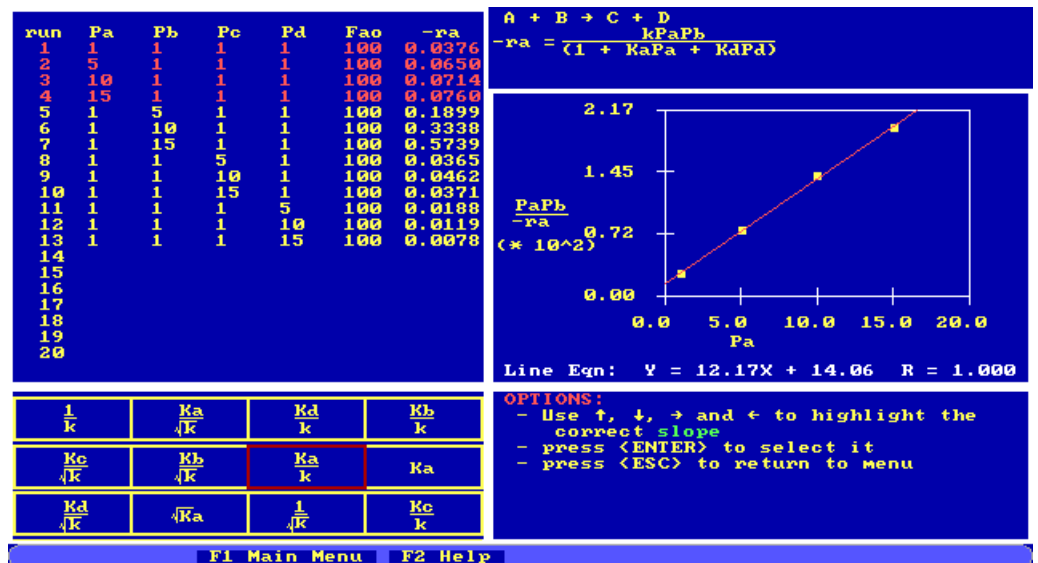 run Pa Pb Pc Pd Fao -ra
1 1 1 1 1 100 0.0376
2 5 1 1 1 100 0.0650
3 10 1 1 1 100 0.0714
4 15 1 1 1 100 0.0760
5 1 5 1 1 100 0.1899
6 1 10 1 1 100 0.3338
7 1 15 1 1 100 0.5739
8 1 1 5 1 100 0.0365
9 1 1 10 1 100 0.0462
10 1 1 15 1 100 0.0371
11 1 1 1 5 100 0.0188
12 1 1 1 10 100 0.0119
13 1 1 1 15 100 0.0078
14
15
16
17
18
19
20
A + B → C + D
kPaPb
-ra = (1 + KaPa + KdPd)
2.17
1.45
PaPb
-ra
(* 10^2)
0.72
0.00
0.0 5.0 10.0 15.0 20.0
Pa
Line Eqn: Y = 12.17X + 14.06 R = 1.000
1 Ka Kd Kb
k √k k k
Kc Kb Ka Ka
√k √k k
Kd √Ka 1 Kc
√k √k k
OPTIONS:
- Use ↑, ↓, → and ← to highlight the
correct slope
- press <ENTER> to select it
- press <ESC> to return to menu
F1 Main Menu F2 Help